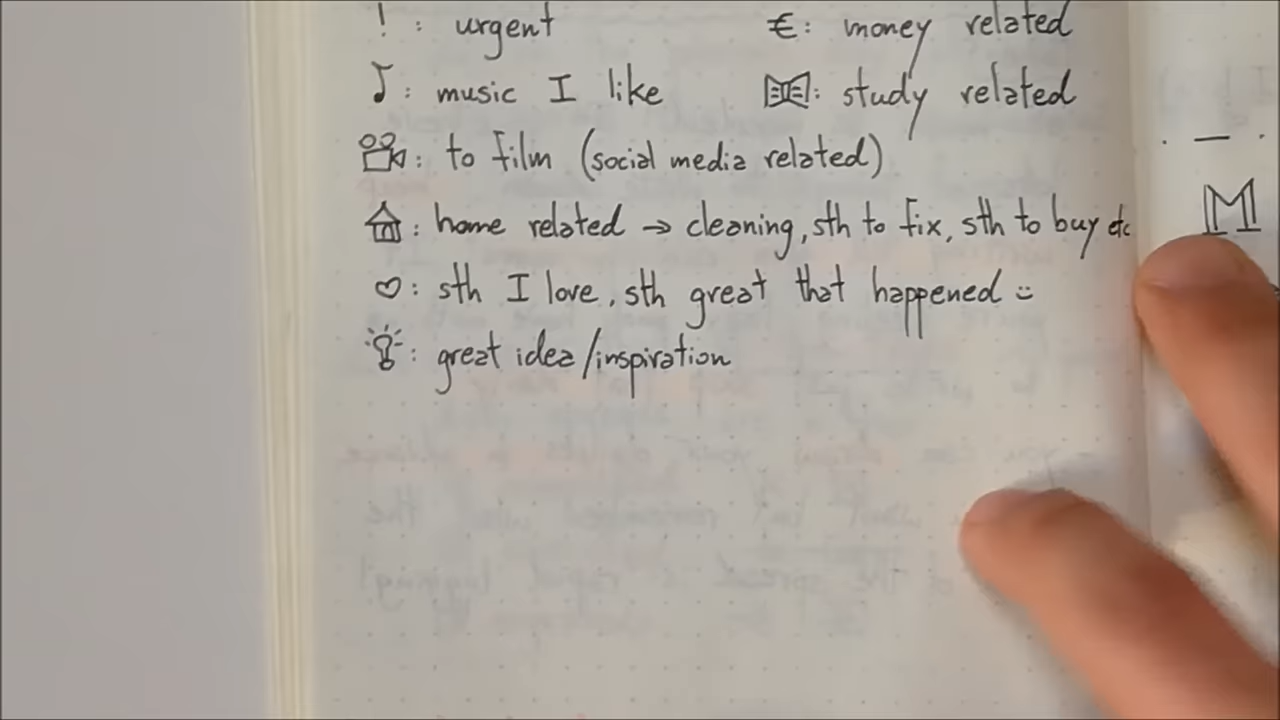 ! : urgent €: money related
♪: music I like 📖: study related
🎥: to film (social media related)
🏠: home related → cleaning, sth to fix, sth to buy etc
♡: sth I love, sth great that happened :)
💡: great idea/inspiration
M